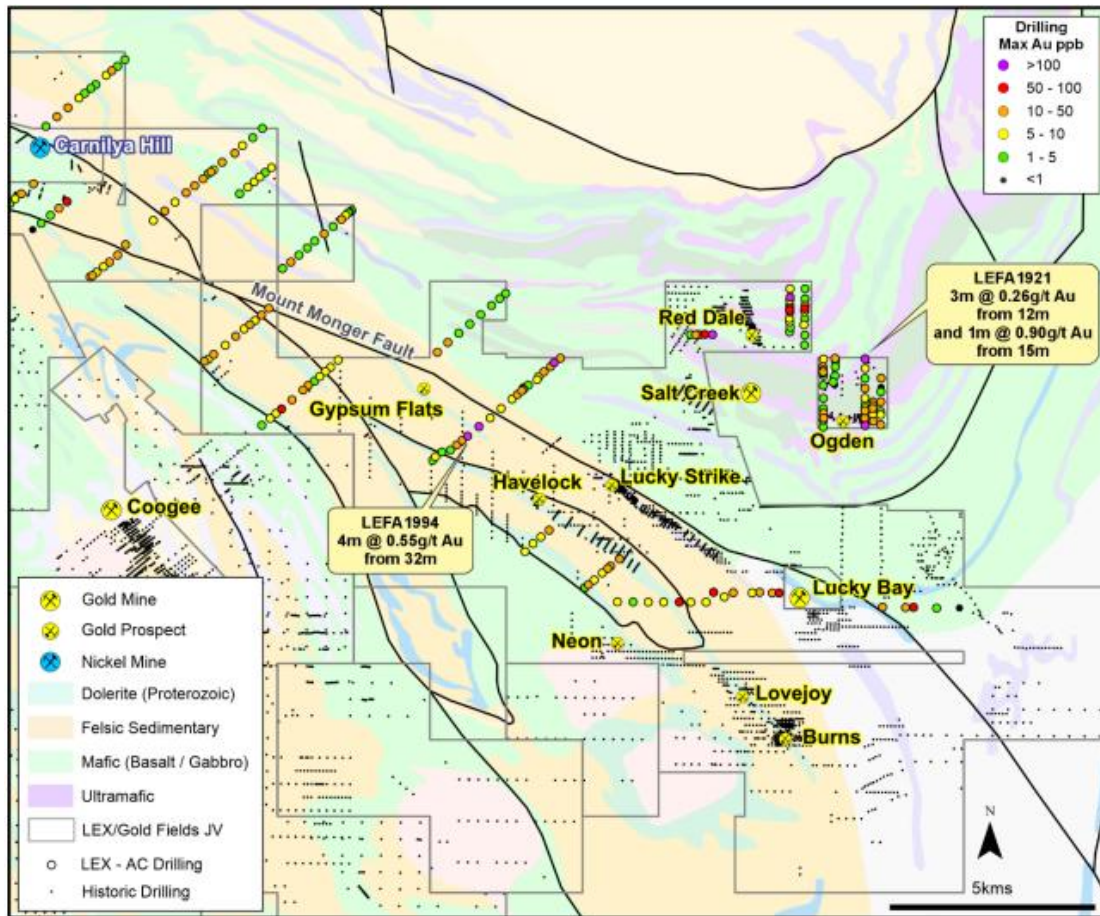 Drilling
Max Au ppb
>100
50 - 100
10 - 50
5 - 10
1 - 5
<1
Carnilya Hill
Mount Monger Fault
LEFA1921
3m @ 0.26g/t Au
from 12m
and 1m @ 0.90g/t Au
from 15m
Red Dale
Gypsum Flats
Salt Creek
Ogden
Havelock
Lucky Strike
Coogee
LEFA1994
4m @ 0.55g/t Au
from 32m
Lucky Bay
Neon
Lovejoy
Burns
Gold Mine
Gold Prospect
Nickel Mine
Dolerite (Proterozoic)
Felsic Sedimentary
Mafic (Basalt / Gabbro)
Ultramafic
LEX/Gold Fields JV
LEX - AC Drilling
Historic Drilling
N
5kms